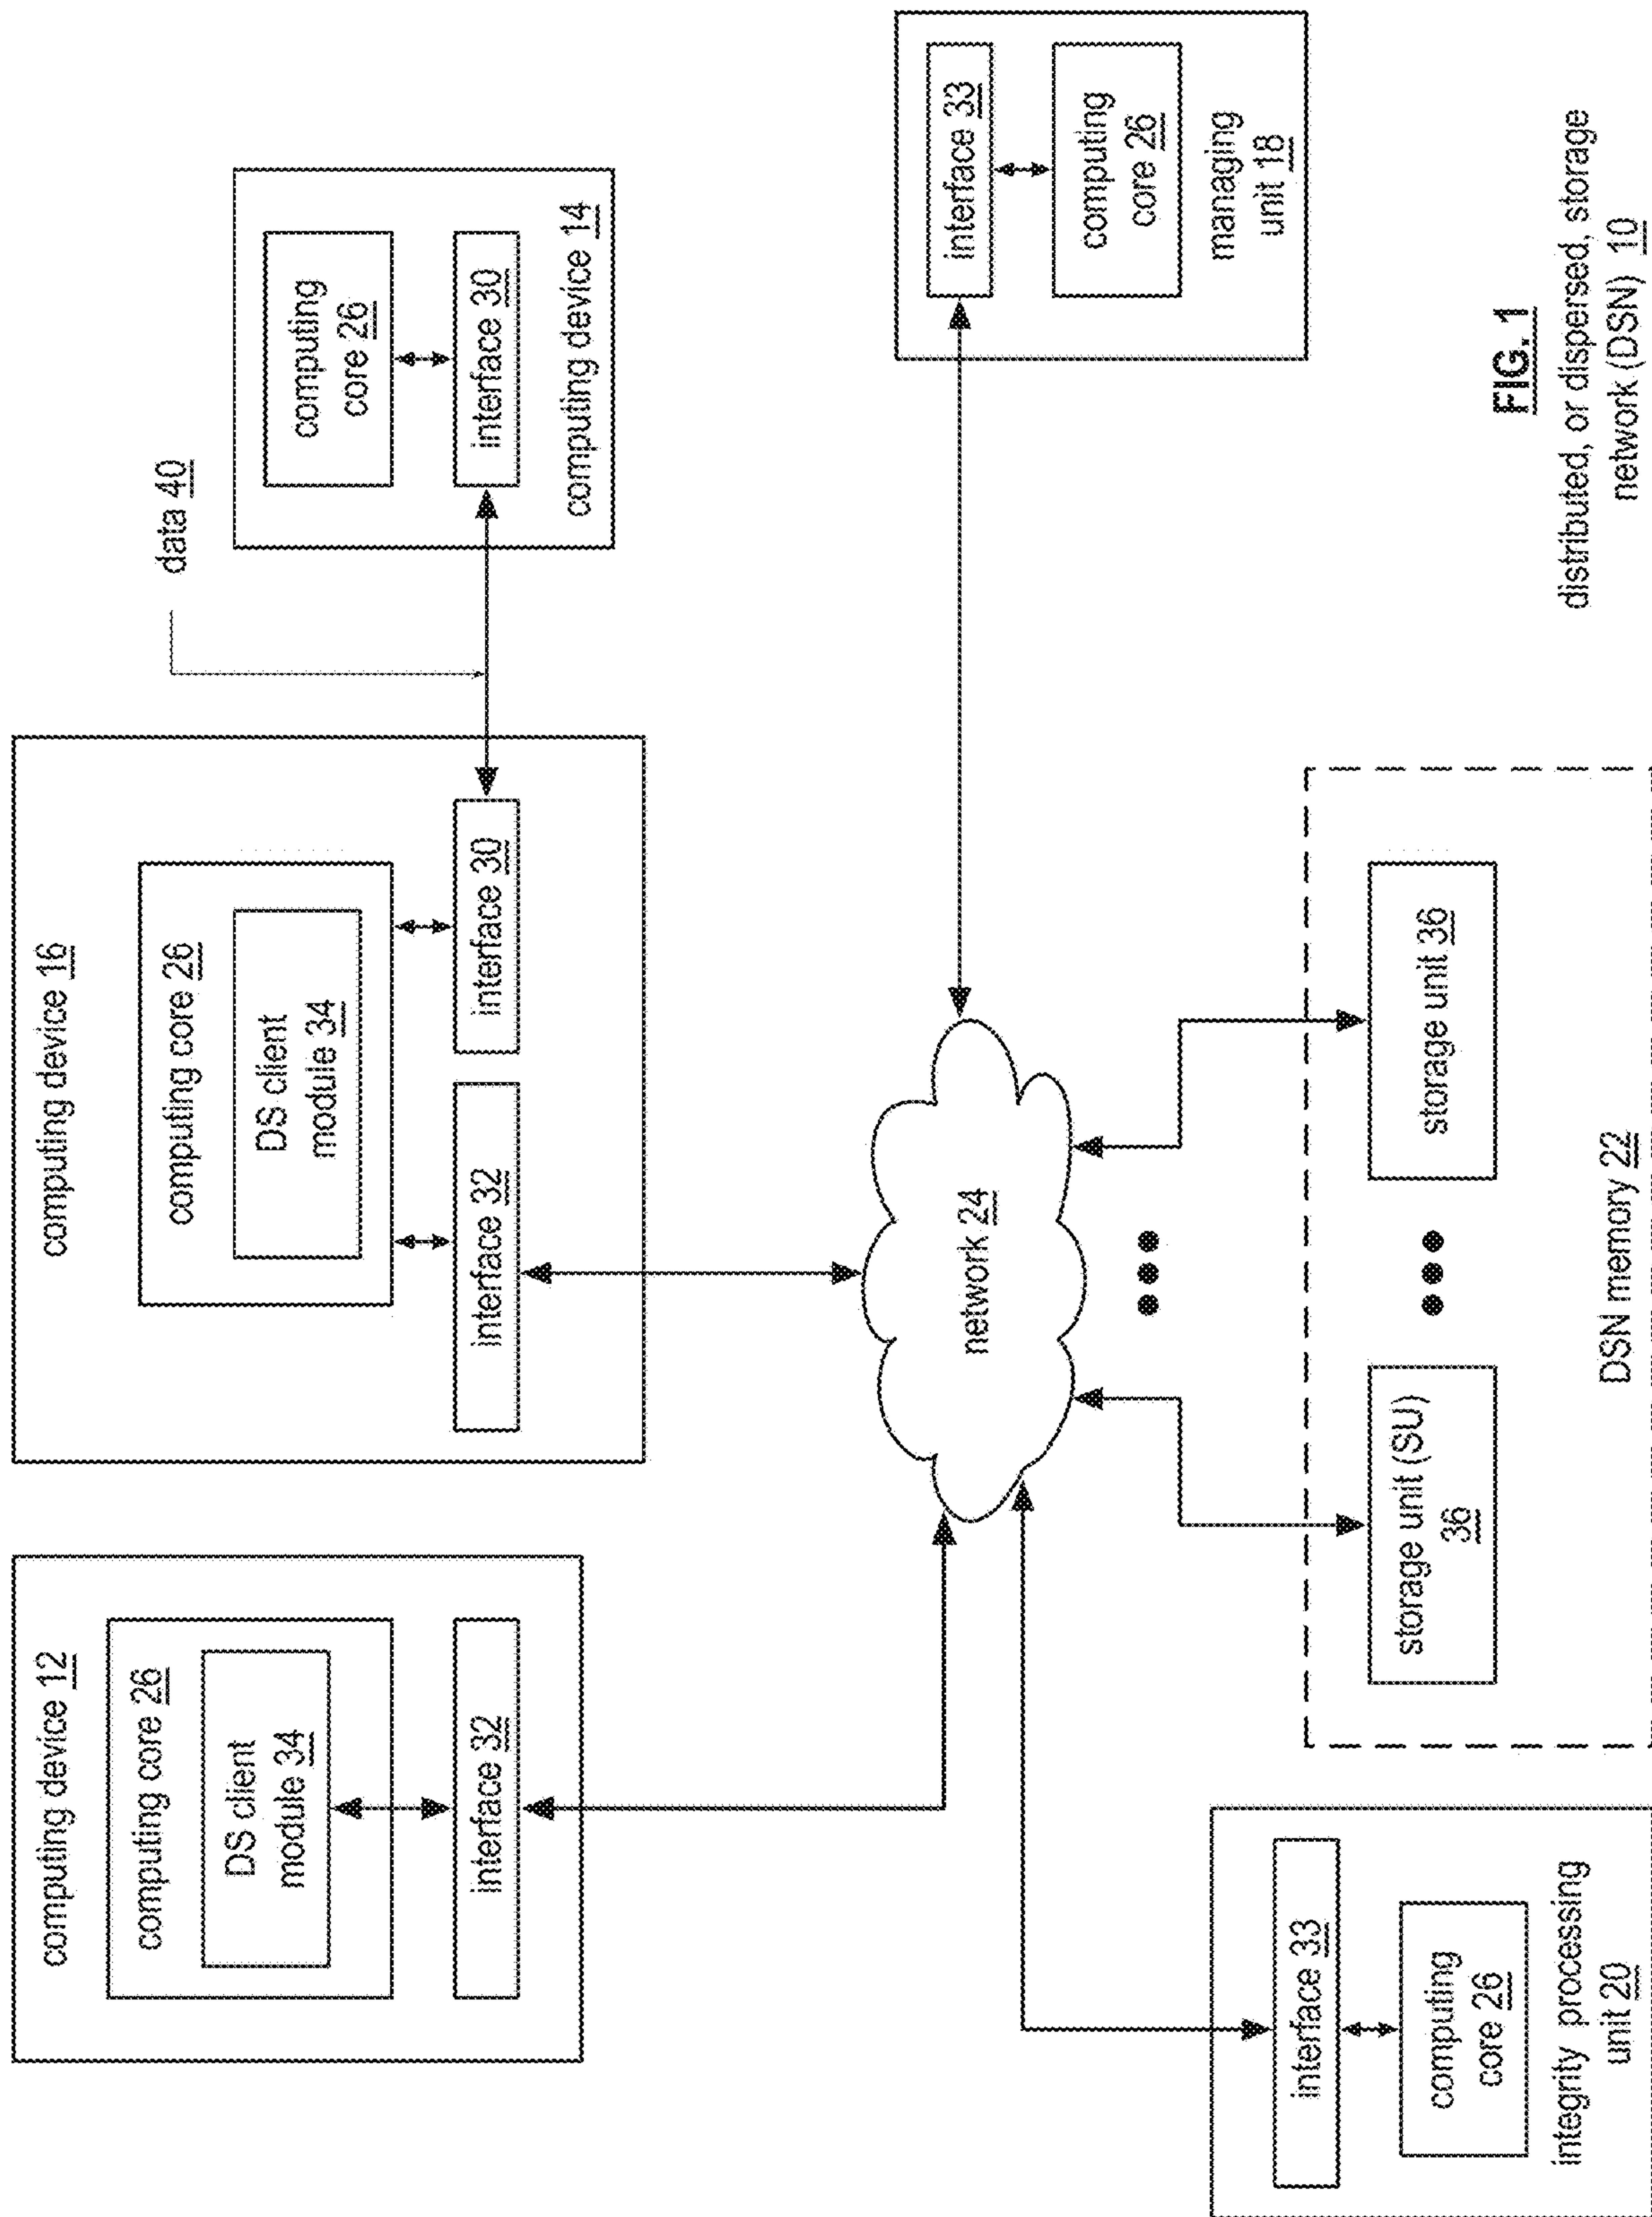 computing device 12
computing core 26
DS client
module 34
interface 32
computing device 16
computing core 26
DS client
module 34
interface 32
interface 30
data 40
computing
core 26
interface 30
computing device 14
network 24
interface 33
computing
core 26
managing
unit 18
interface 33
computing
core 26
integrity processing
unit 20
storage unit (SU)
36
storage unit 36
DSN memory 22
FIG. 1
distributed, or dispersed, storage
network (DSN) 10